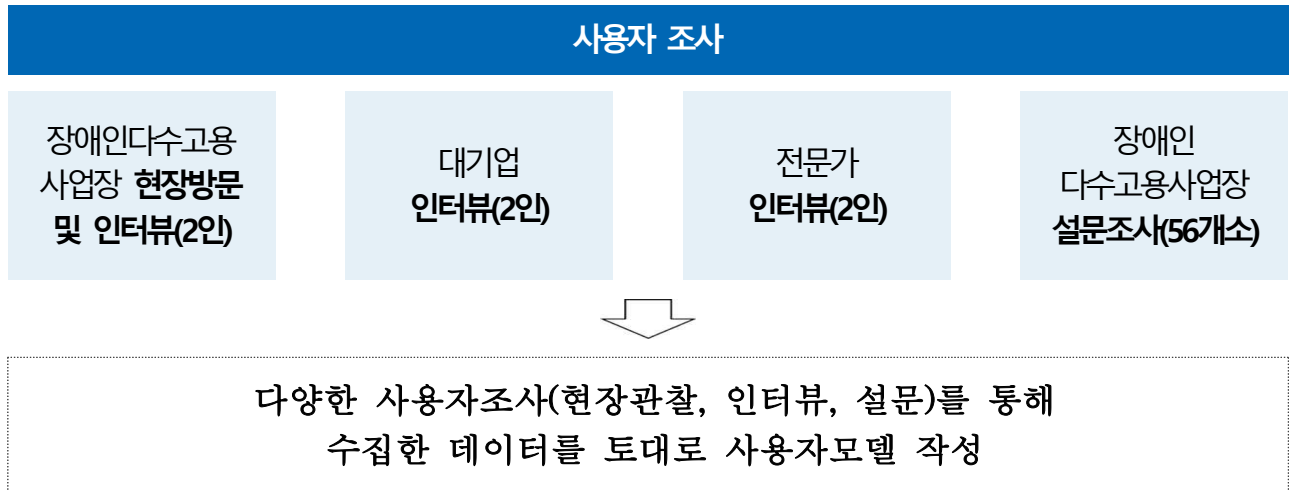 사용자 조사
장애인다수고용
사업장 현장방문
및 인터뷰(2인)
대기업
인터뷰(2인)
전문가
인터뷰(2인)
장애인
다수고용사업장
설문조사(56개소)
다양한 사용자조사(현장관찰, 인터뷰, 설문)를 통해
수집한 데이터를 토대로 사용자모델 작성